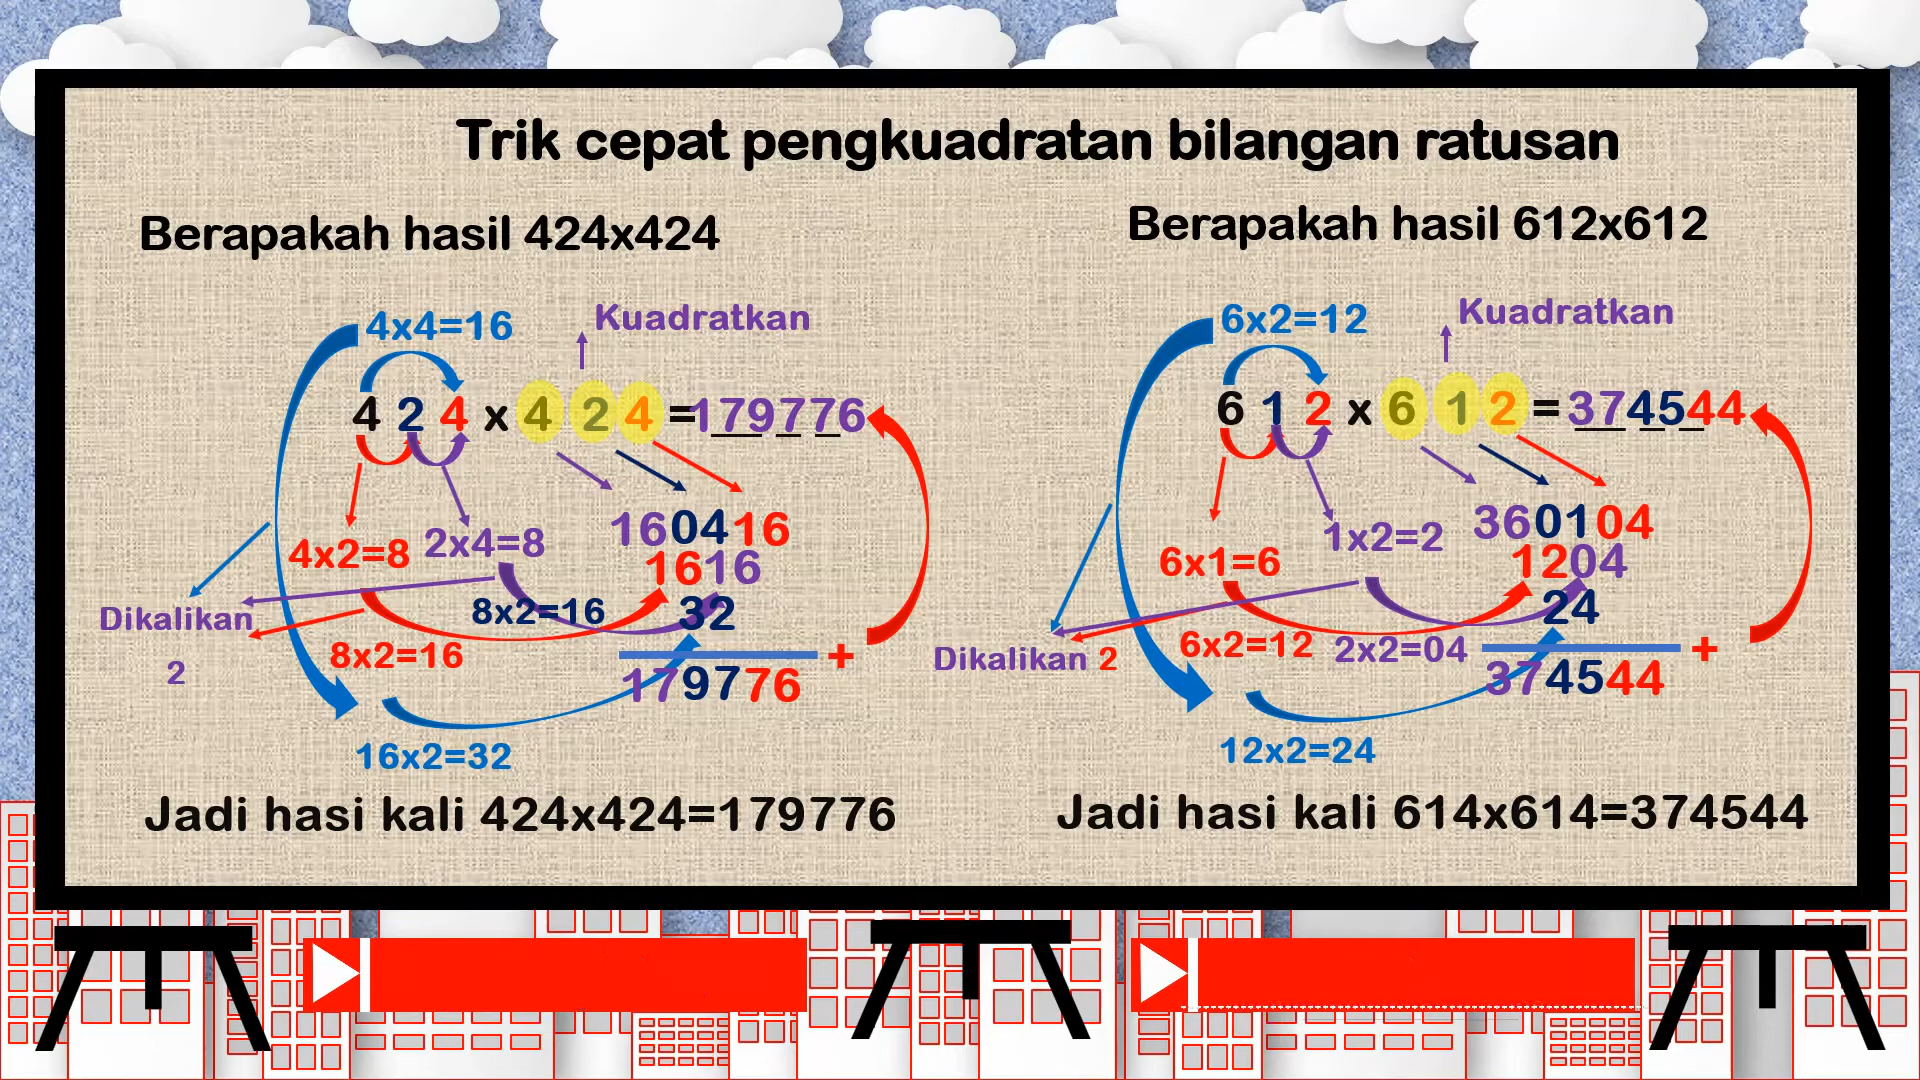 Trik cepat pengkuadratan bilangan ratusan
Berapakah hasil 424x424
4x4=16
Kuadratkan
4 2 4 x 4 2 4 =179776
160416
4x2=8
2x4=8
1616
Dikalikan
2
8x2=16
32
8x2=16
+
179776
16x2=32
Jadi hasi kali 424x424=179776
Berapakah hasil 612x612
6x2=12
Kuadratkan
6 1 2 x 6 1 2 = 374544
360104
6x1=6
1x2=2
1204
24
Dikalikan 2
6x2=12
2x2=04
+
374544
12x2=24
Jadi hasi kali 614x614=374544